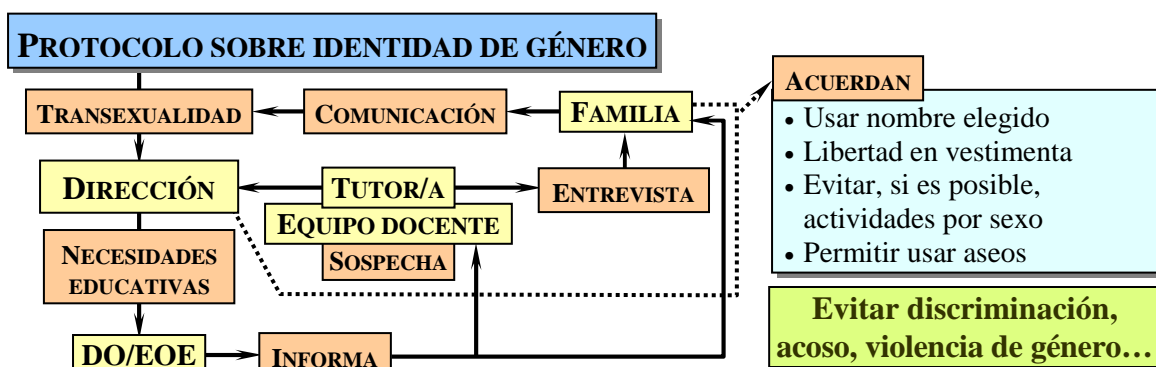 PROTOCOLO SOBRE IDENTIDAD DE GÉNERO
TRANSEXUALIDAD
COMUNICACIÓN
FAMILIA
DIRECCIÓN
TUTOR/A
ENTREVISTA
EQUIPO DOCENTE
SOSPECHA
NECESIDADES
EDUCATIVAS
DO/EOE
INFORMA
ACUERDAN
• Usar nombre elegido
• Libertad en vestimenta
• Evitar, si es posible,
actividades por sexo
• Permitir usar aseos
Evitar discriminación,
acoso, violencia de género…